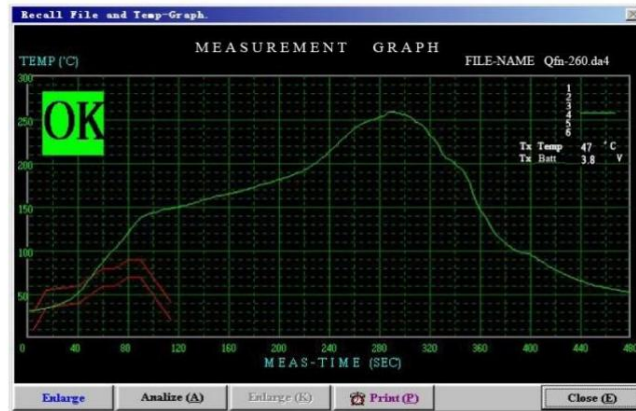 Recall File and Temp-Graph.
MEASUREMENT GRAPH
TEMP (°C)
FILE-NAME Qfn-260.da4
300
OK
1
2
3
4
5
6
250
Tx Temp 47 °C
Tx Batt 3.8 V
200
150
100
50
0 40 80 120 160 200 240 280 320 360 400 440 480
MEAS-TIME (SEC)
Enlarge
Analize (A)
Enlarge (K)
Print (P)
Close (E)